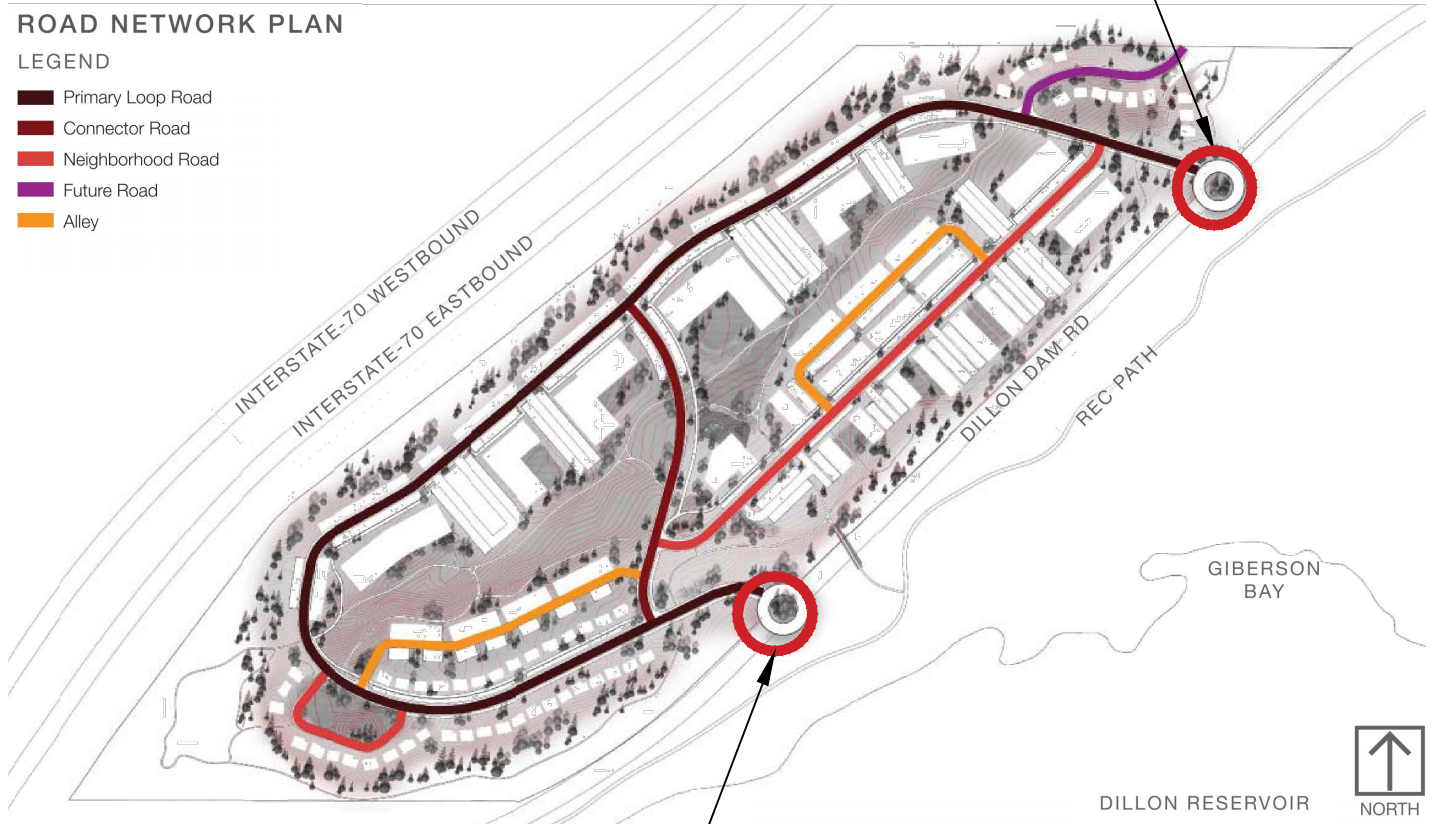 ROAD NETWORK PLAN
LEGEND
Primary Loop Road
Connector Road
Neighborhood Road
Future Road
Alley
INTERSTATE-70 WESTBOUND
INTERSTATE-70 EASTBOUND
DILLON DAM RD
REC PATH
GIBERSON
BAY
DILLON RESERVOIR
NORTH